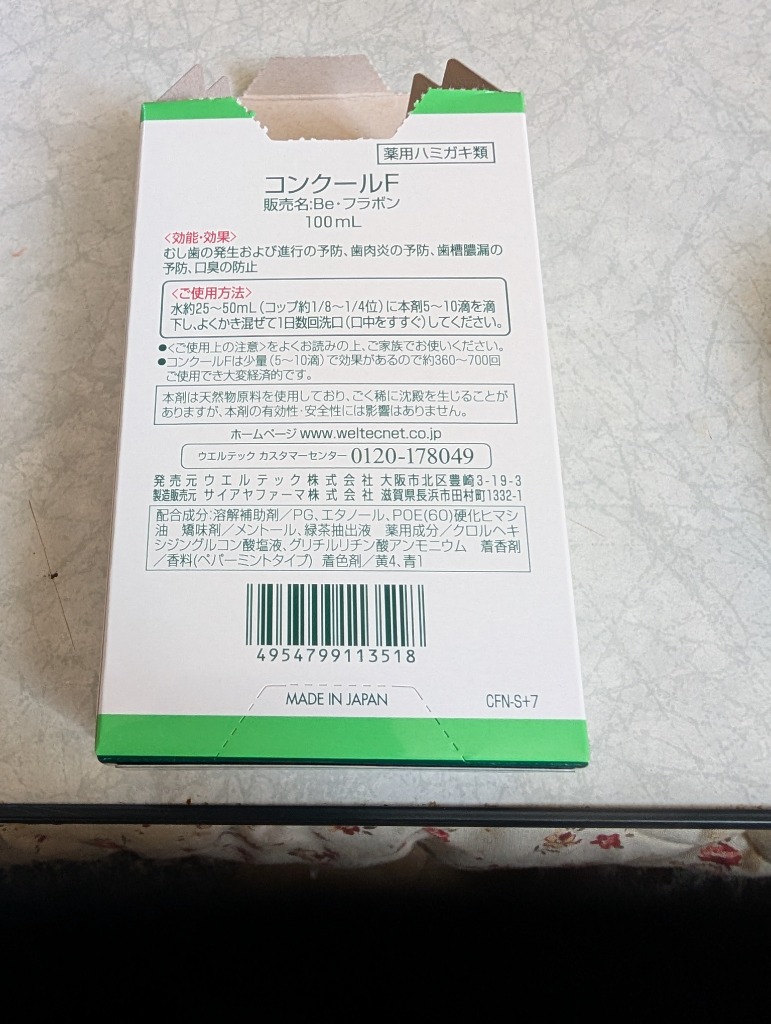 薬用ハミガキ類
コンクールF
販売名:Be・フラボン
100mL
<効能・効果>
むし歯の発生および進行の予防、歯肉炎の予防、歯槽膿漏の
予防、口臭の防止
<ご使用方法>
水約25〜50mL(コップ約1/8〜1/4位)に本剤5〜10滴を滴
下し、よくかき混ぜて1日数回洗口(口中をすすぐ)してください。
●<ご使用上の注意>をよくお読みの上、ご家族でお使いください。
●コンクールFは少量(5〜10滴)で効果があるので約360〜700回
ご使用でき大変経済的です。
本剤は天然物原料を使用しており、ごく稀に沈殿を生じることが
ありますが、本剤の有効性・安全性には影響はありません。
ホームページ www.weltecnet.co.jp
ウエルテック カスタマーセンター 0120-178049
発売元 ウエルテック株式会社 大阪市北区豊崎3-19-3
製造販売元 サイアヤファーマ株式会社 滋賀県長浜市田村町1332-1
配合成分:溶解補助剤/PG、エタノール、POE(60)硬化ヒマシ
油 矯味剤/メントール、緑茶抽出液 薬用成分/クロルヘキ
シジングルコン酸塩液、グリチルリチン酸アンモニウム 着香剤
/香料(ペパーミントタイプ) 着色剤/黄4、青1
4954799113518
MADE IN JAPAN
CFN-S+7